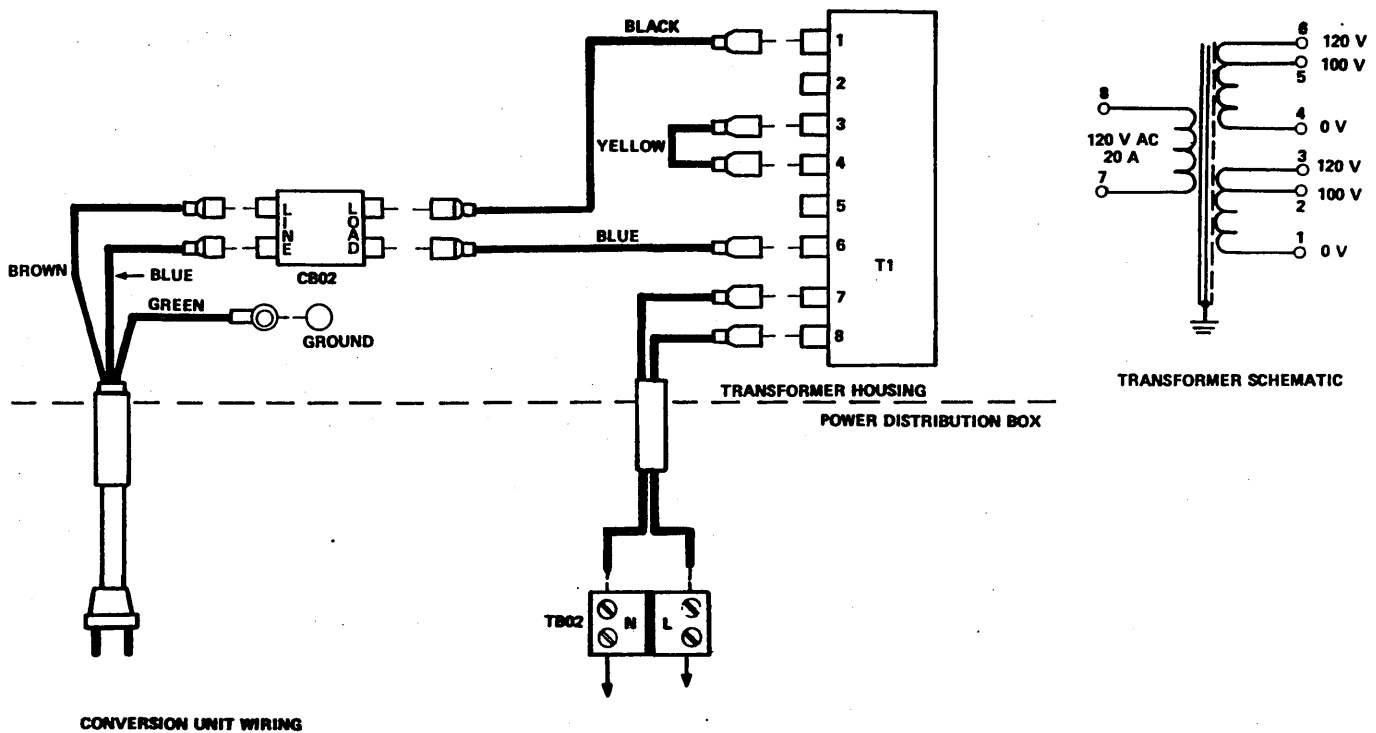 BLACK
1
2
3
YELLOW
4
5
BLUE
6
T1
7
8
LINE
LOAD
CB02
BROWN
BLUE
GREEN
GROUND
TRANSFORMER HOUSING
POWER DISTRIBUTION BOX
TB02
N
L
CONVERSION UNIT WIRING
6
120 V
100 V
5
8
4
0 V
120 V AC
20 A
3
120 V
7
100 V
2
1
0 V
TRANSFORMER SCHEMATIC